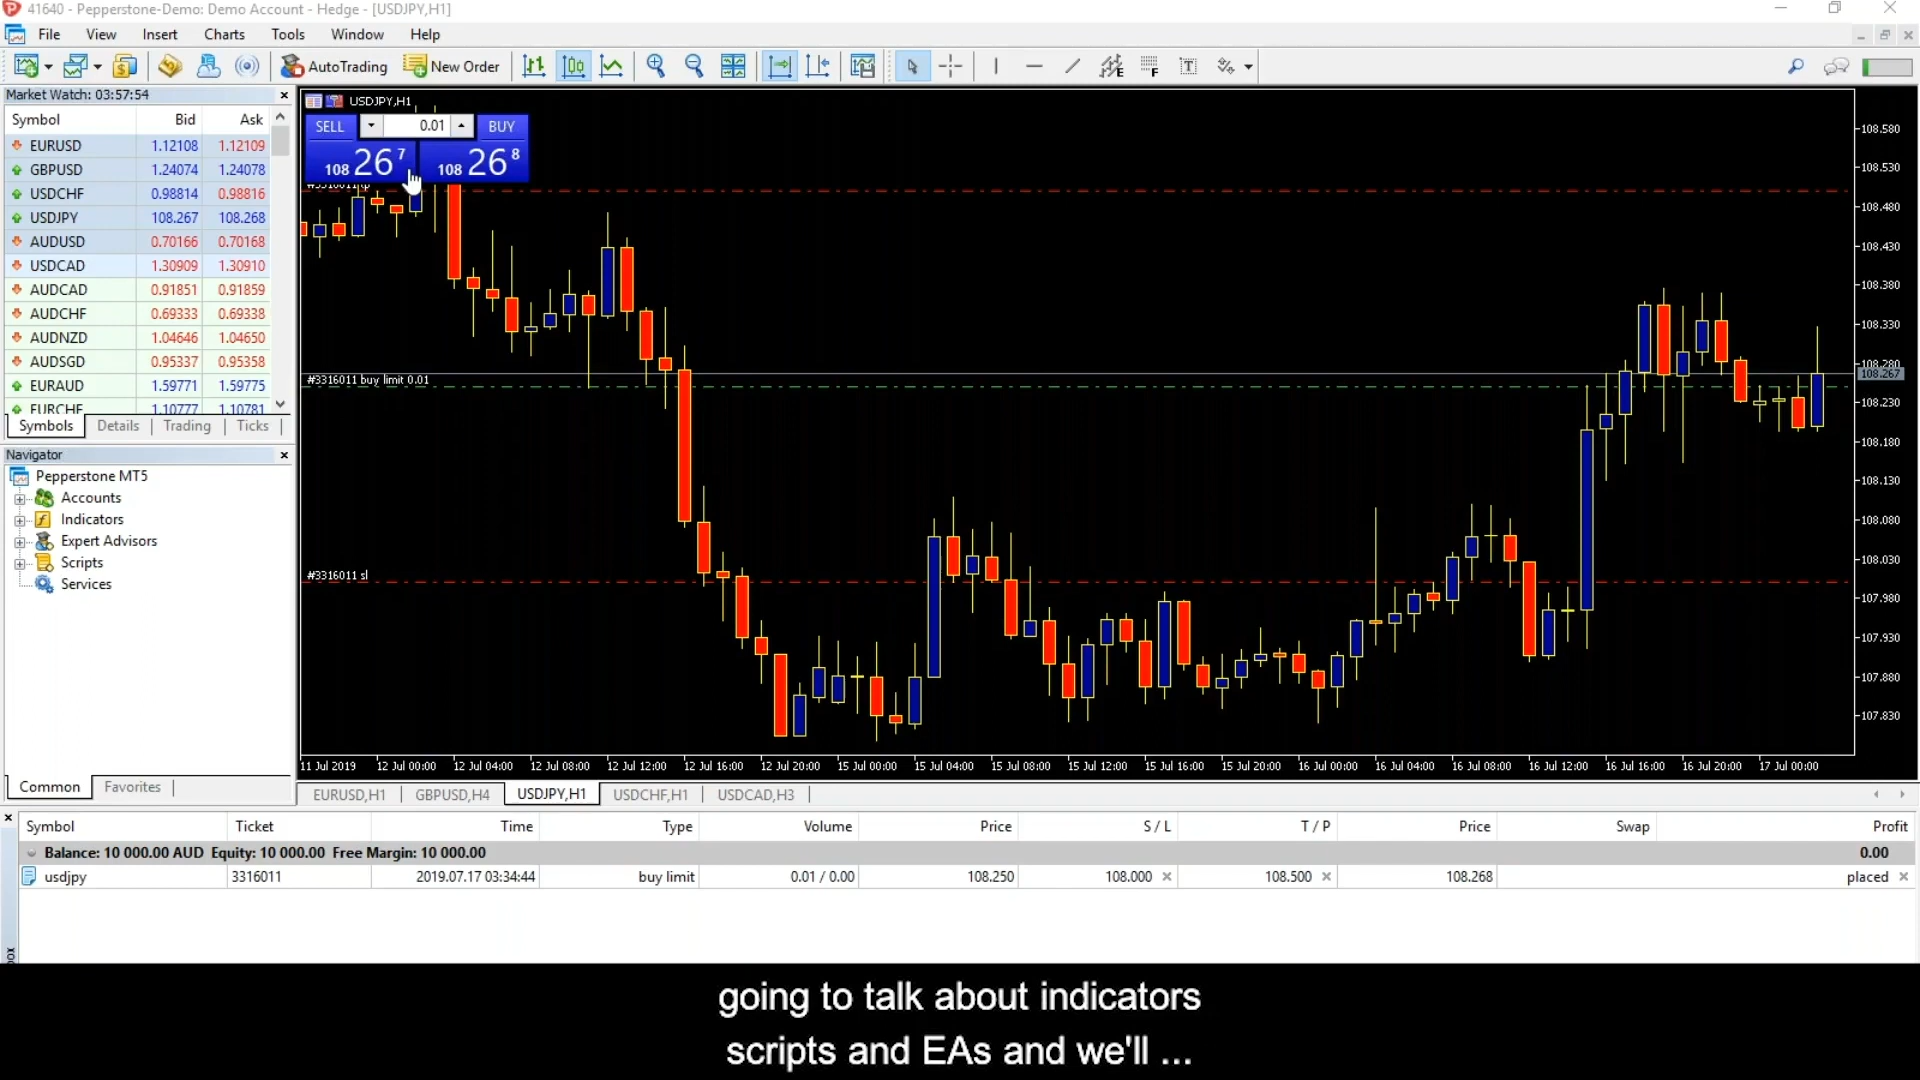 41640 - Pepperstone-Demo: Demo Account - Hedge - [USDJPY,H1]
File View Insert Charts Tools Window Help
AutoTrading New Order
Market Watch: 03:57:54
Symbol Bid Ask
EURUSD 1.12108 1.12109
GBPUSD 1.24074 1.24078
USDCHF 0.98814 0.98816
USDJPY 108.267 108.268
AUDUSD 0.70166 0.70168
USDCAD 1.30909 1.30910
AUDCAD 0.91851 0.91859
AUDCHF 0.69333 0.69338
AUDNZD 1.04646 1.04650
AUDSGD 0.95337 0.95358
EURAUD 1.59771 1.59775
EURCHF 1.10777 1.10781
Symbols Details Trading Ticks
Navigator
Pepperstone MT5
Accounts
Indicators
Expert Advisors
Scripts
Services
Common Favorites
USDJPY,H1
SELL 0.01 BUY
108 26 7 108 26 8
#3316011 tp
#3316011 buy limit 0.01
#3316011 sl
108.580
108.530
108.480
108.430
108.380
108.330
108.280
108.267
108.230
108.180
108.130
108.080
108.030
107.980
107.930
107.880
107.830
11 Jul 2019 12 Jul 00:00 12 Jul 04:00 12 Jul 08:00 12 Jul 12:00 12 Jul 16:00 12 Jul 20:00 15 Jul 00:00 15 Jul 04:00 15 Jul 08:00 15 Jul 12:00 15 Jul 16:00 15 Jul 20:00 16 Jul 00:00 16 Jul 04:00 16 Jul 08:00 16 Jul 12:00 16 Jul 16:00 16 Jul 20:00 17 Jul 00:00
EURUSD,H1 GBPUSD,H4 USDJPY,H1 USDCHF,H1 USDCAD,H3
Symbol Ticket Time Type Volume Price S / L T / P Price Swap Profit
Balance: 10 000.00 AUD Equity: 10 000.00 Free Margin: 10 000.00 0.00
usdjpy 3316011 2019.07.17 03:34:44 buy limit 0.01 / 0.00 108.250 108.000 108.500 108.268 placed
going to talk about indicators
scripts and EAs and we'll ...